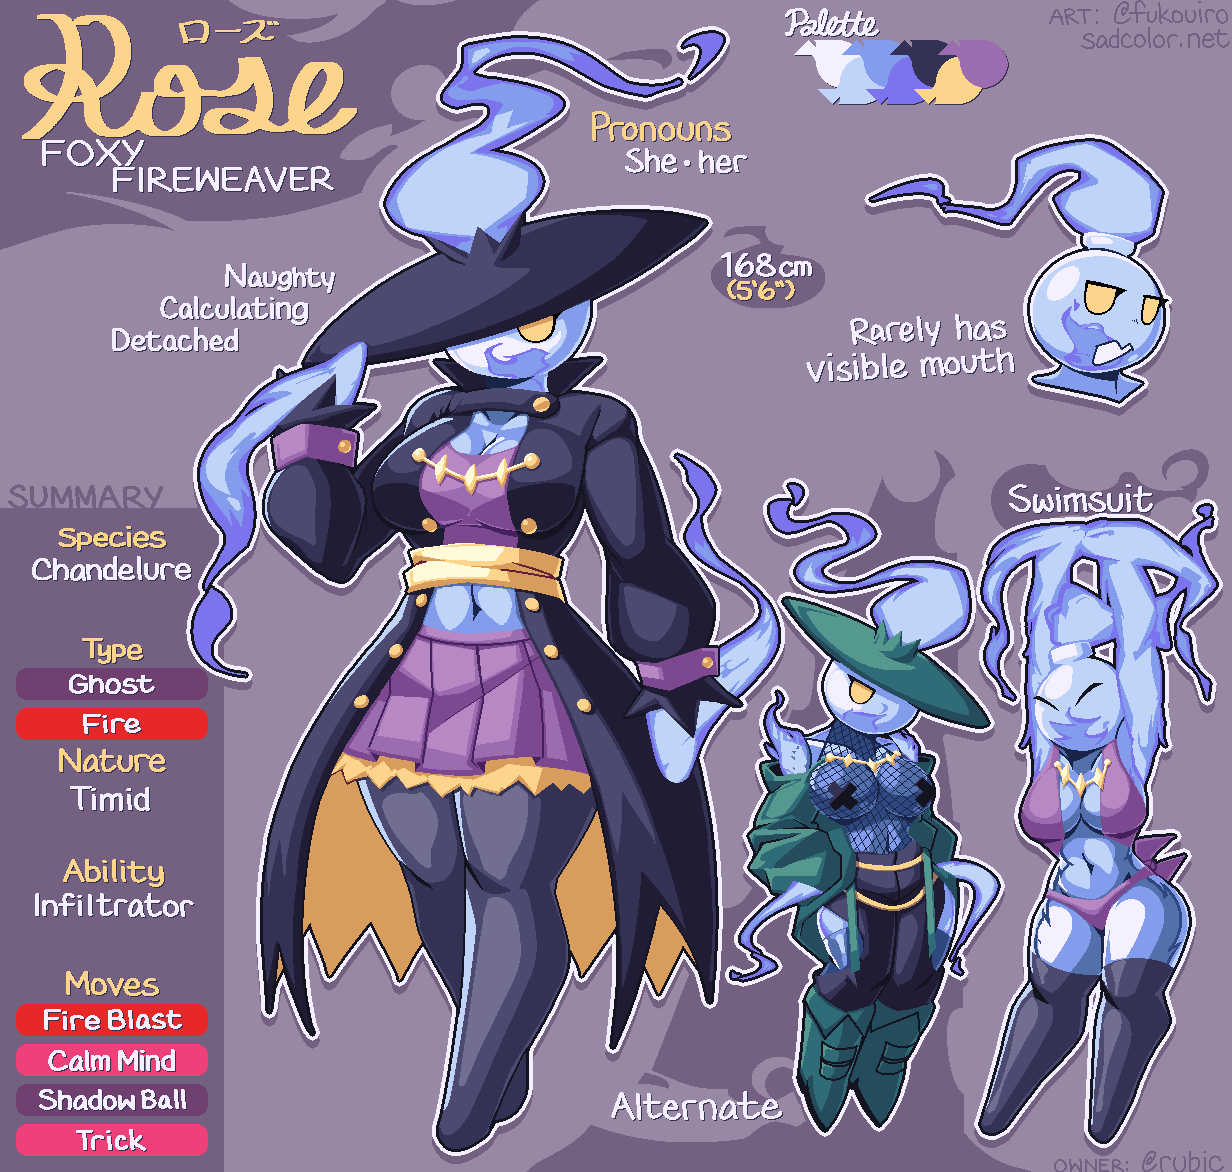 ローズ
Rose
FOXY
FIREWEAVER
Palette
ART: @fukouiro
sadcolor.net
Pronouns
She・her
168cm
(5'6")
Naughty
Calculating
Detached
Rarely has
visible mouth
SUMMARY
Species
Chandelure
Type
Ghost
Fire
Nature
Timid
Ability
Infiltrator
Moves
Fire Blast
Calm Mind
Shadow Ball
Trick
Swimsuit
Alternate
OWNER: @rubic